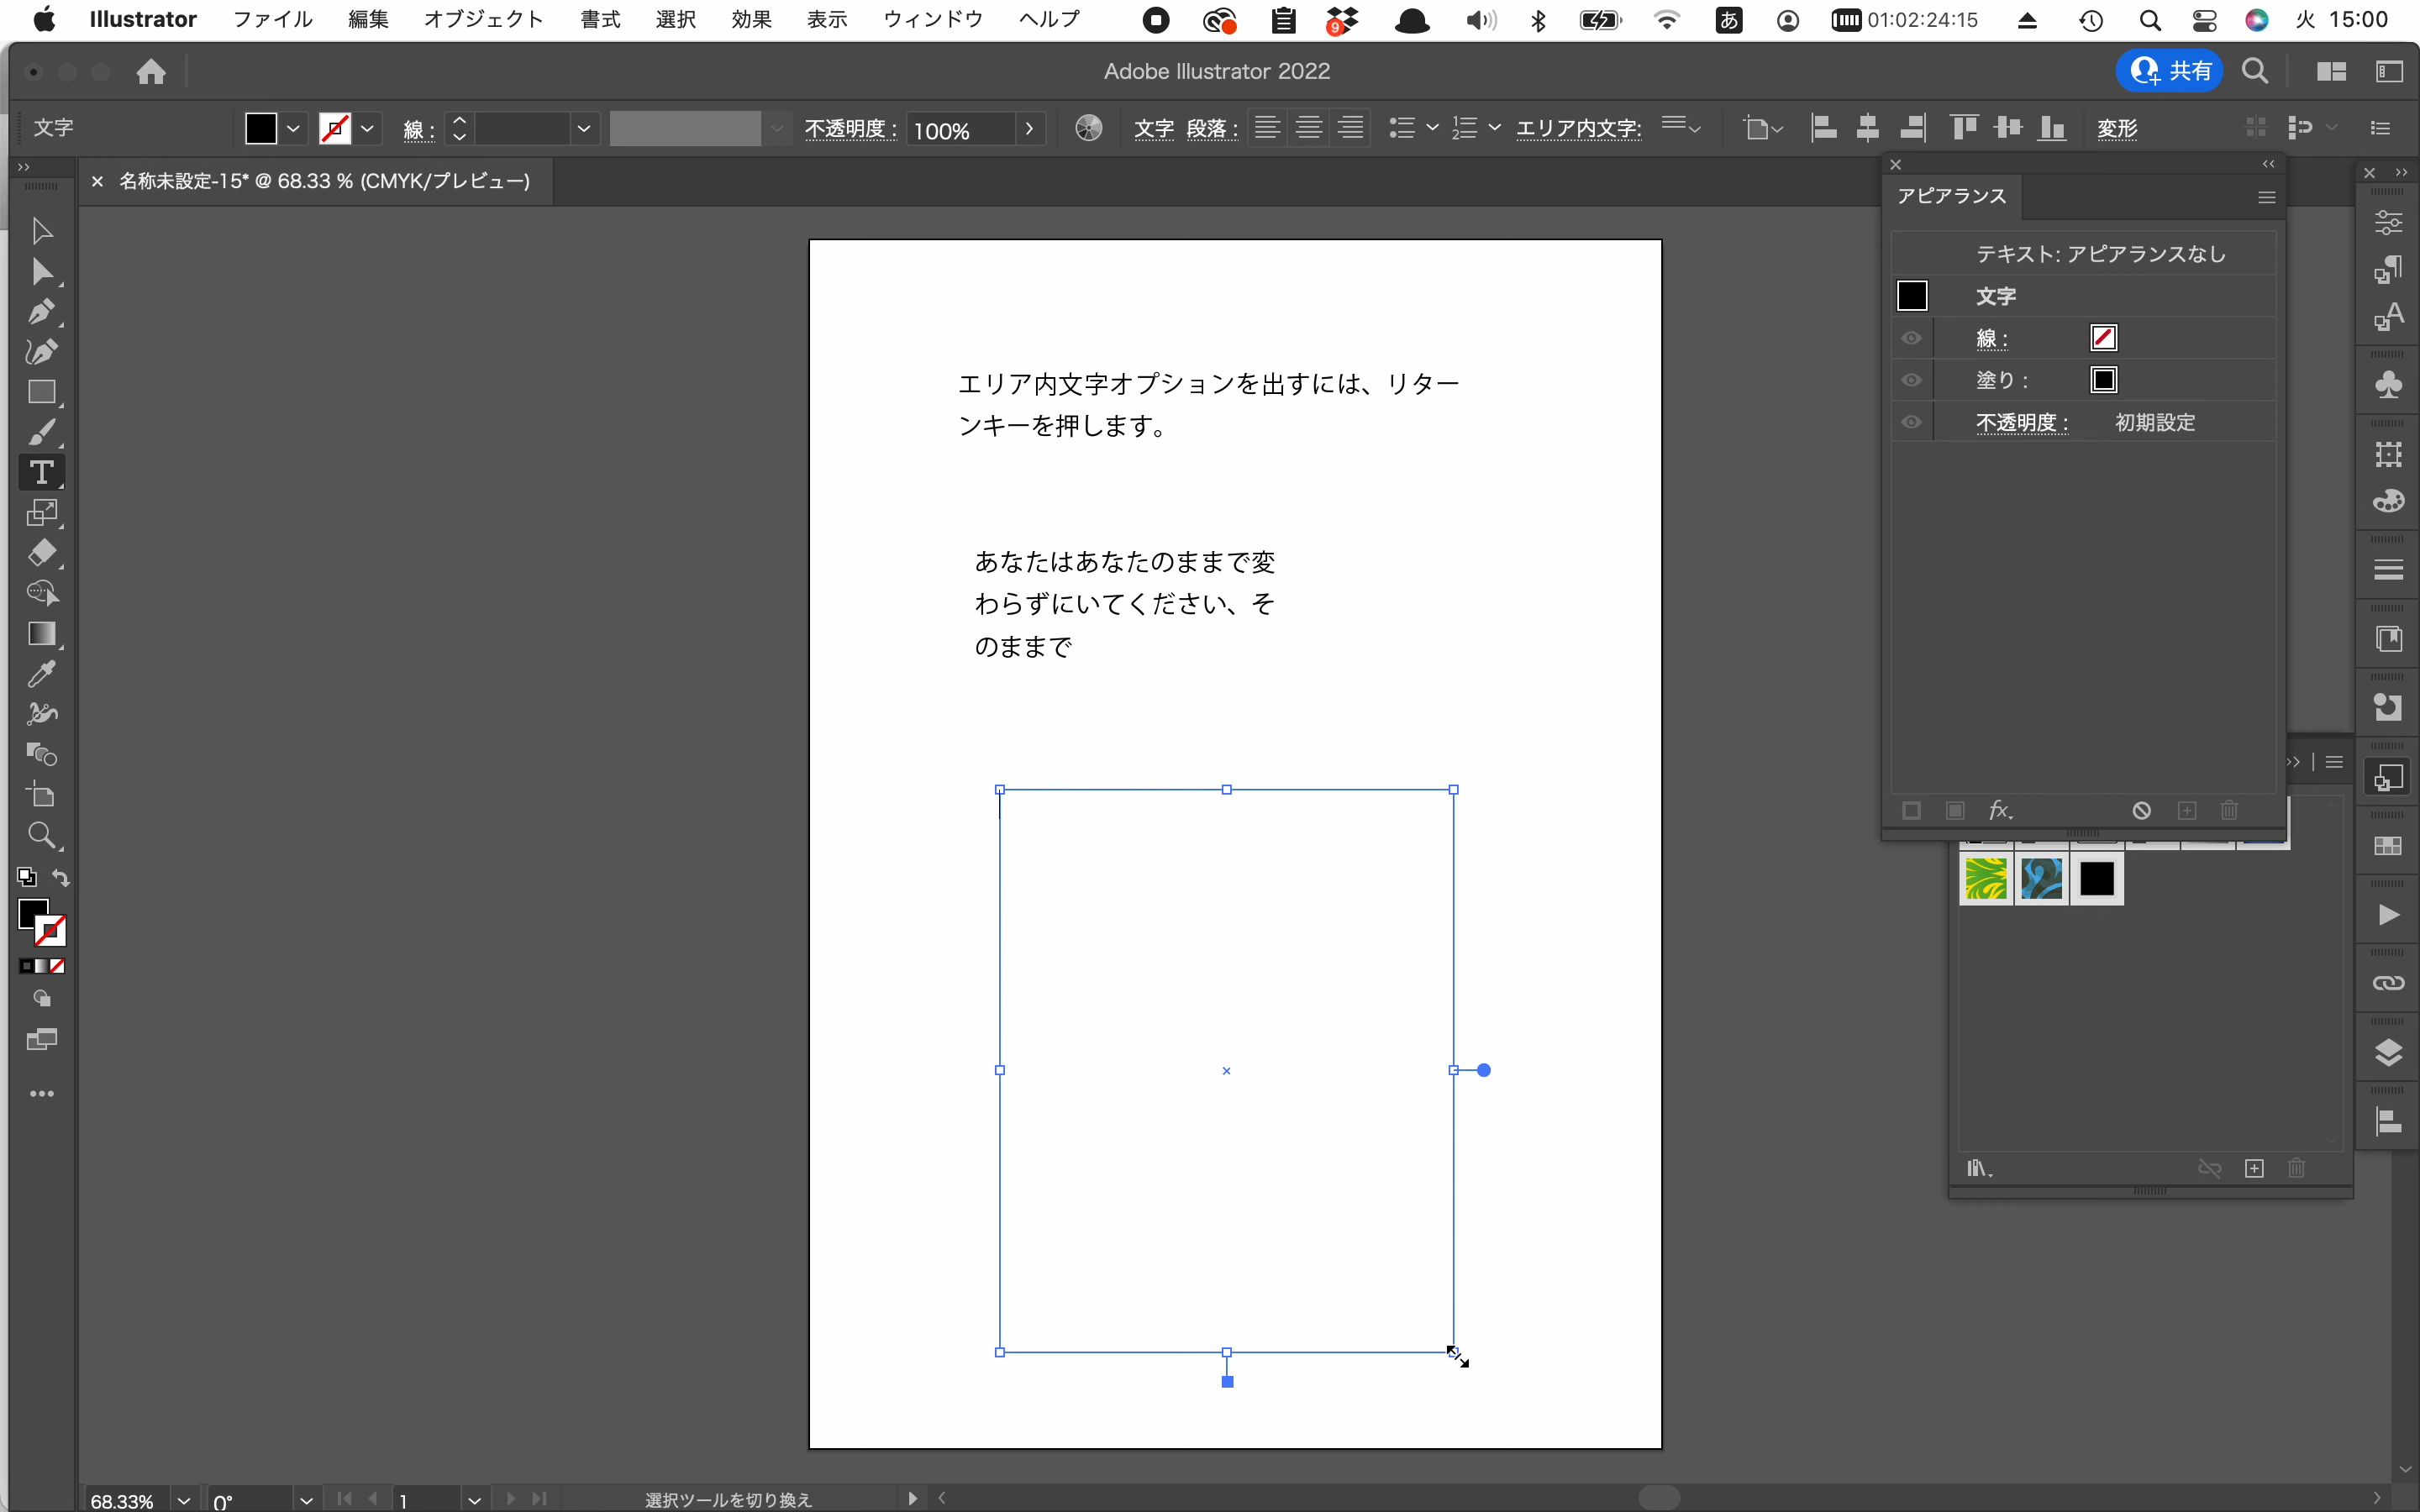 Illustrator ファイル 編集 オブジェクト 書式 選択 効果 表示 ウィンドウ ヘルプ 9 あ 01:02:24:15 火 15:00
Adobe Illustrator 2022 共有
文字 線: 不透明度: 100% 文字 段落: エリア内文字: 変形
× 名称未設定-15* @ 68.33 % (CMYK/プレビュー)
アピアランス
テキスト: アピアランスなし
文字
線:
塗り:
不透明度: 初期設定
fx
エリア内文字オプションを出すには、リター
ンキーを押します。
あなたはあなたのままで変
わらずにいてください、そ
のままで
68.33% 0° 1 選択ツールを切り換え